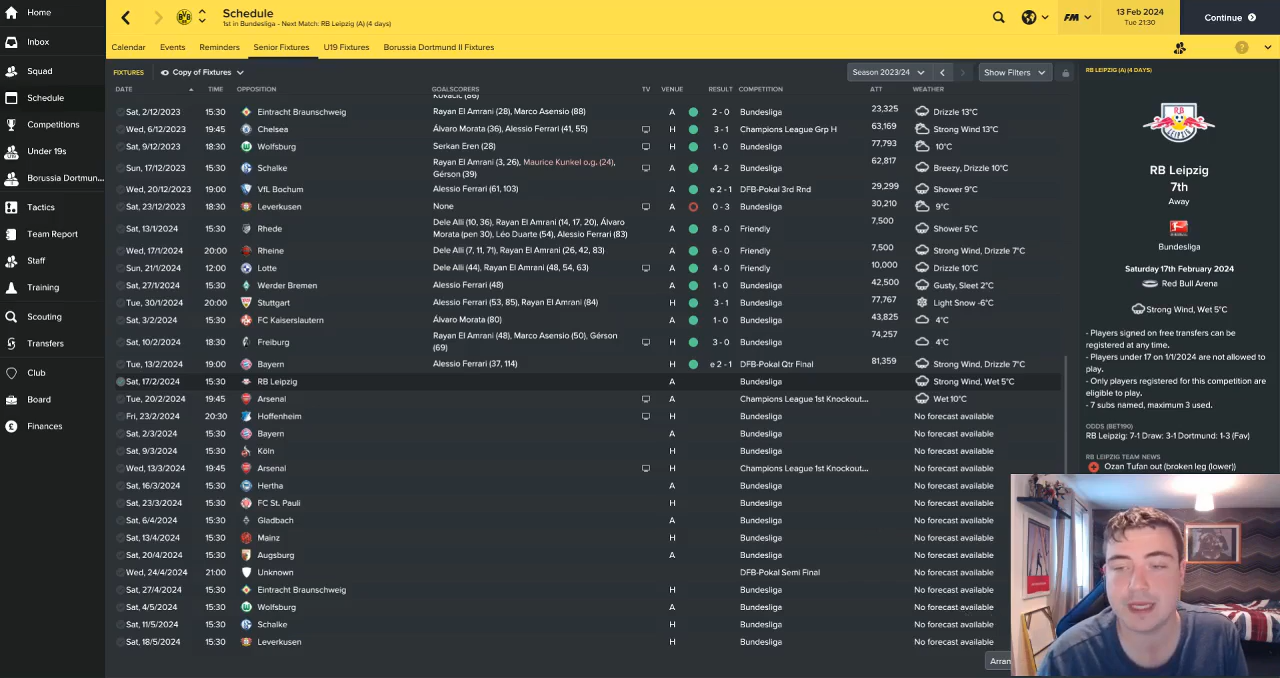 Home
Schedule
1st in Bundesliga - Next Match: RB Leipzig (A) (4 days)
FM
13 Feb 2024
Tue 21:30
Continue
Inbox
Squad
Schedule
Competitions
Under 19s
Borussia Dortmun...
Tactics
Team Report
Staff
Training
Scouting
Transfers
Club
Board
Finances
Calendar Events Reminders Senior Fixtures U19 Fixtures Borussia Dortmund II Fixtures
FIXTURES Copy of Fixtures Season 2023/24 Show Filters
DATE TIME OPPOSITION GOALSCORERS TV VENUE RESULT COMPETITION ATT WEATHER
Kovacic (86)
Sat, 2/12/2023 15:30 Eintracht Braunschweig Rayan El Amrani (28), Marco Asensio (88) A 2 - 0 Bundesliga 23,325 Drizzle 13°C
Wed, 6/12/2023 19:45 Chelsea Álvaro Morata (36), Alessio Ferrari (41, 55) H 3 - 1 Champions League Grp H 63,169 Strong Wind 13°C
Sat, 9/12/2023 18:30 Wolfsburg Serkan Eren (28) H 1 - 0 Bundesliga 77,793 10°C
Sun, 17/12/2023 15:30 Schalke Rayan El Amrani (3, 26), Maurice Kunkel o.g. (24), Gérson (39) A 4 - 2 Bundesliga 62,817 Breezy, Drizzle 10°C
Wed, 20/12/2023 19:00 VfL Bochum Alessio Ferrari (61, 103) A e 2 - 1 DFB-Pokal 3rd Rnd 29,299 Shower 9°C
Sat, 23/12/2023 18:30 Leverkusen None A 0 - 3 Bundesliga 30,210 9°C
Sat, 13/1/2024 15:30 Rhede Dele Alli (10, 36), Rayan El Amrani (14, 17, 20), Álvaro Morata (pen 30), Léo Duarte (54), Alessio Ferrari (83) A 8 - 0 Friendly 7,500 Shower 5°C
Wed, 17/1/2024 20:00 Rheine Dele Alli (7, 11, 71), Rayan El Amrani (26, 42, 83) A 6 - 0 Friendly 7,500 Strong Wind, Drizzle 7°C
Sun, 21/1/2024 12:00 Lotte Dele Alli (44), Rayan El Amrani (48, 54, 63) A 4 - 0 Friendly 10,000 Drizzle 10°C
Sat, 27/1/2024 15:30 Werder Bremen Alessio Ferrari (48) A 1 - 0 Bundesliga 42,500 Gusty, Sleet 2°C
Tue, 30/1/2024 20:00 Stuttgart Alessio Ferrari (53, 85), Rayan El Amrani (84) H 3 - 1 Bundesliga 77,767 Light Snow -6°C
Sat, 3/2/2024 15:30 FC Kaiserslautern Álvaro Morata (80) A 1 - 0 Bundesliga 43,825 4°C
Sat, 10/2/2024 18:30 Freiburg Rayan El Amrani (48), Marco Asensio (50), Gérson (69) H 3 - 0 Bundesliga 74,257 4°C
Tue, 13/2/2024 19:00 Bayern Alessio Ferrari (37, 114) H e 2 - 1 DFB-Pokal Qtr Final 81,359 Strong Wind, Drizzle 7°C
Sat, 17/2/2024 15:30 RB Leipzig A Bundesliga Strong Wind, Wet 5°C
Tue, 20/2/2024 19:45 Arsenal A Champions League 1st Knockout... Wet 10°C
Fri, 23/2/2024 20:30 Hoffenheim H Bundesliga No forecast available
Sat, 2/3/2024 15:30 Bayern A Bundesliga No forecast available
Sat, 9/3/2024 15:30 Köln H Bundesliga No forecast available
Wed, 13/3/2024 19:45 Arsenal H Champions League 1st Knockout... No forecast available
Sat, 16/3/2024 15:30 Hertha A Bundesliga No forecast available
Sat, 23/3/2024 15:30 FC St. Pauli H Bundesliga No forecast available
Sat, 6/4/2024 15:30 Gladbach A Bundesliga No forecast available
Sat, 13/4/2024 15:30 Mainz H Bundesliga No forecast available
Sat, 20/4/2024 15:30 Augsburg A Bundesliga No forecast available
Wed, 24/4/2024 21:00 Unknown DFB-Pokal Semi Final No forecast available
Sat, 27/4/2024 15:30 Eintracht Braunschweig H Bundesliga No forecast available
Sat, 4/5/2024 15:30 Wolfsburg A Bundesliga No forecast available
Sat, 11/5/2024 15:30 Schalke H Bundesliga No forecast available
Sat, 18/5/2024 15:30 Leverkusen H Bundesliga No forecast available
Arran
RB LEIPZIG (A) (4 DAYS)
RB Leipzig
7th
Away
Bundesliga
Saturday 17th February 2024
Red Bull Arena
Strong Wind, Wet 5°C
- Players signed on free transfers can be
registered at any time.
- Players under 17 on 1/1/2024 are not allowed to
play.
- Only players registered for this competition are
eligible to play.
- 7 subs named, maximum 3 used.
ODDS (BET190)
RB Leipzig: 7-1 Draw: 3-1 Dortmund: 1-3 (Fav)
RB LEIPZIG TEAM NEWS
Ozan Tufan out (broken leg (lower))